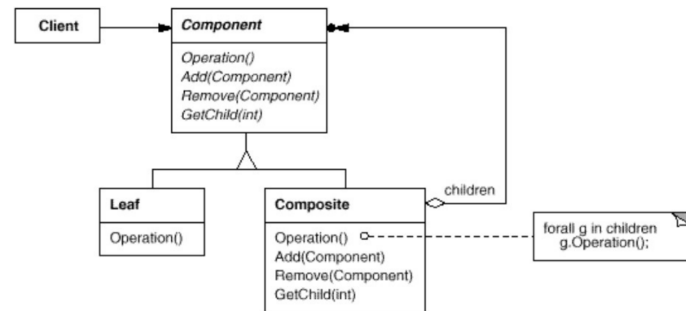 Client
Component
Operation()
Add(Component)
Remove(Component)
GetChild(int)
Leaf
Operation()
Composite
Operation()
Add(Component)
Remove(Component)
GetChild(int)
children
forall g in children
g.Operation();